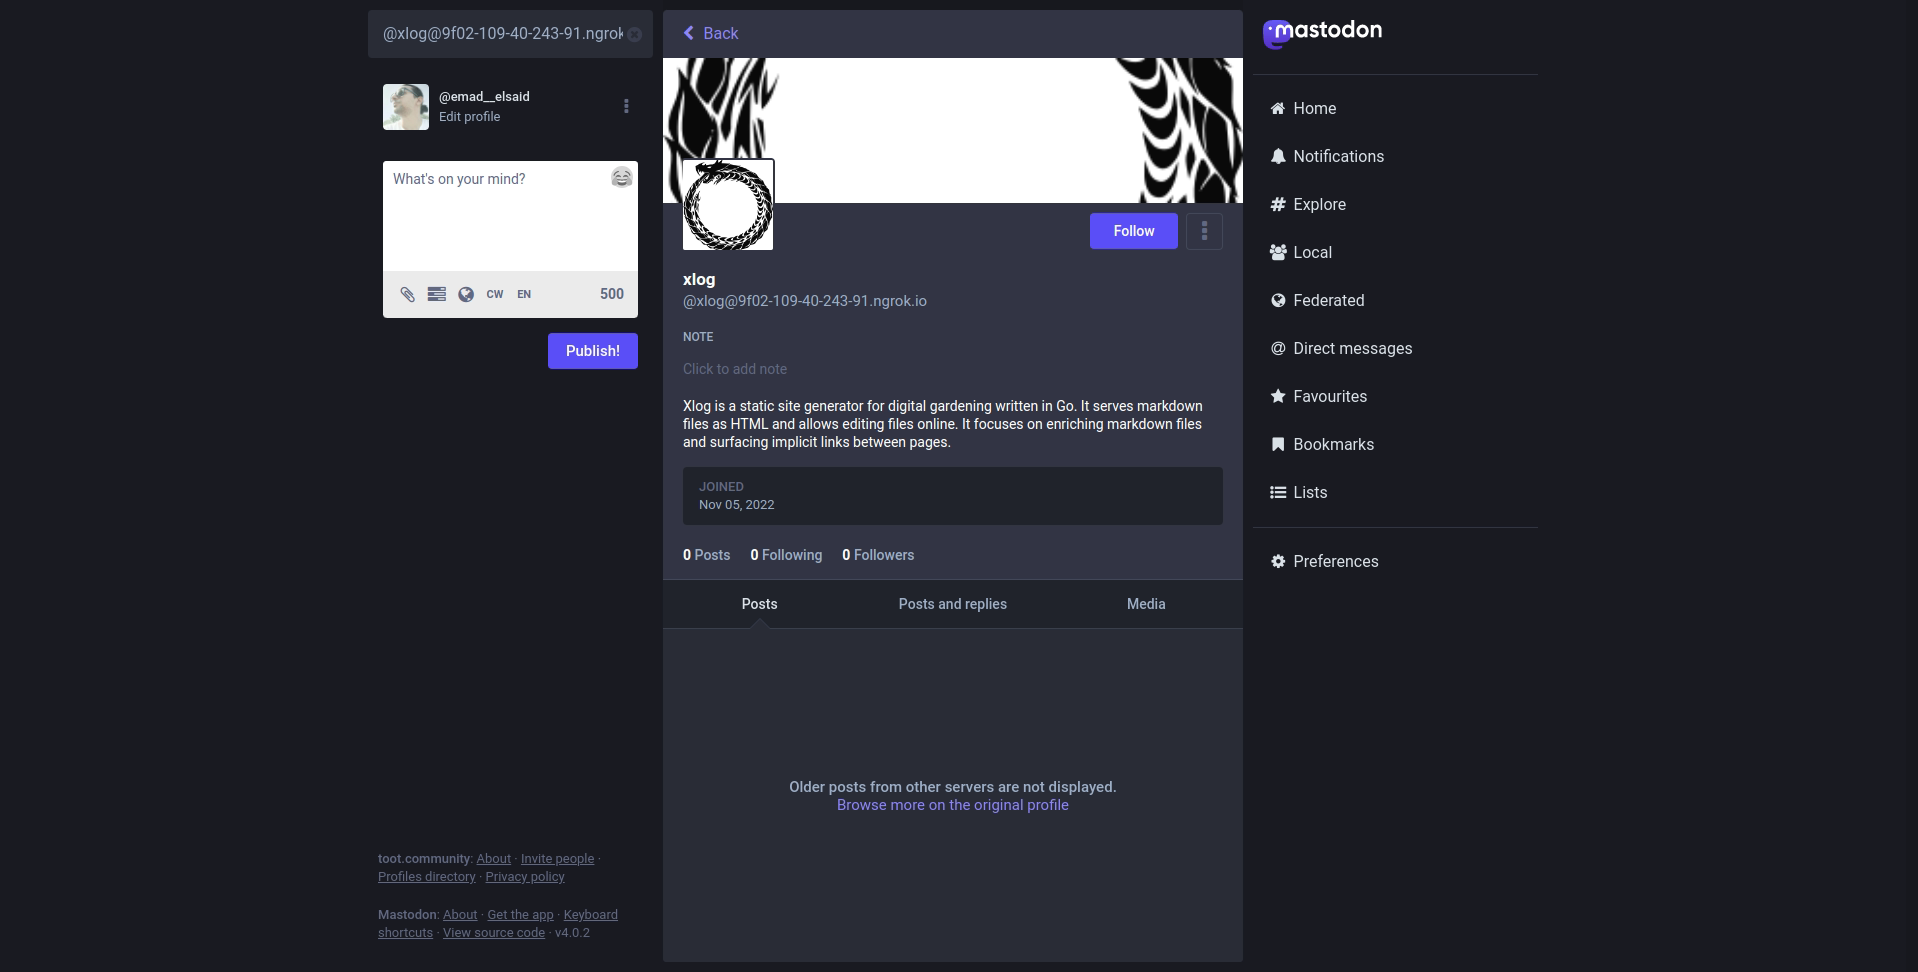 @xlog@9f02-109-40-243-91.ngrok
@emad__elsaid
Edit profile
What's on your mind?
CW EN 500
Publish!
toot.community: About · Invite people ·
Profiles directory · Privacy policy
Mastodon: About · Get the app · Keyboard
shortcuts · View source code · v4.0.2
Back
Follow
xlog
@xlog@9f02-109-40-243-91.ngrok.io
NOTE
Click to add note
Xlog is a static site generator for digital gardening written in Go. It serves markdown
files as HTML and allows editing files online. It focuses on enriching markdown files
and surfacing implicit links between pages.
JOINED
Nov 05, 2022
0 Posts 0 Following 0 Followers
Posts Posts and replies Media
Older posts from other servers are not displayed.
Browse more on the original profile
mastodon
Home
Notifications
Explore
Local
Federated
Direct messages
Favourites
Bookmarks
Lists
Preferences